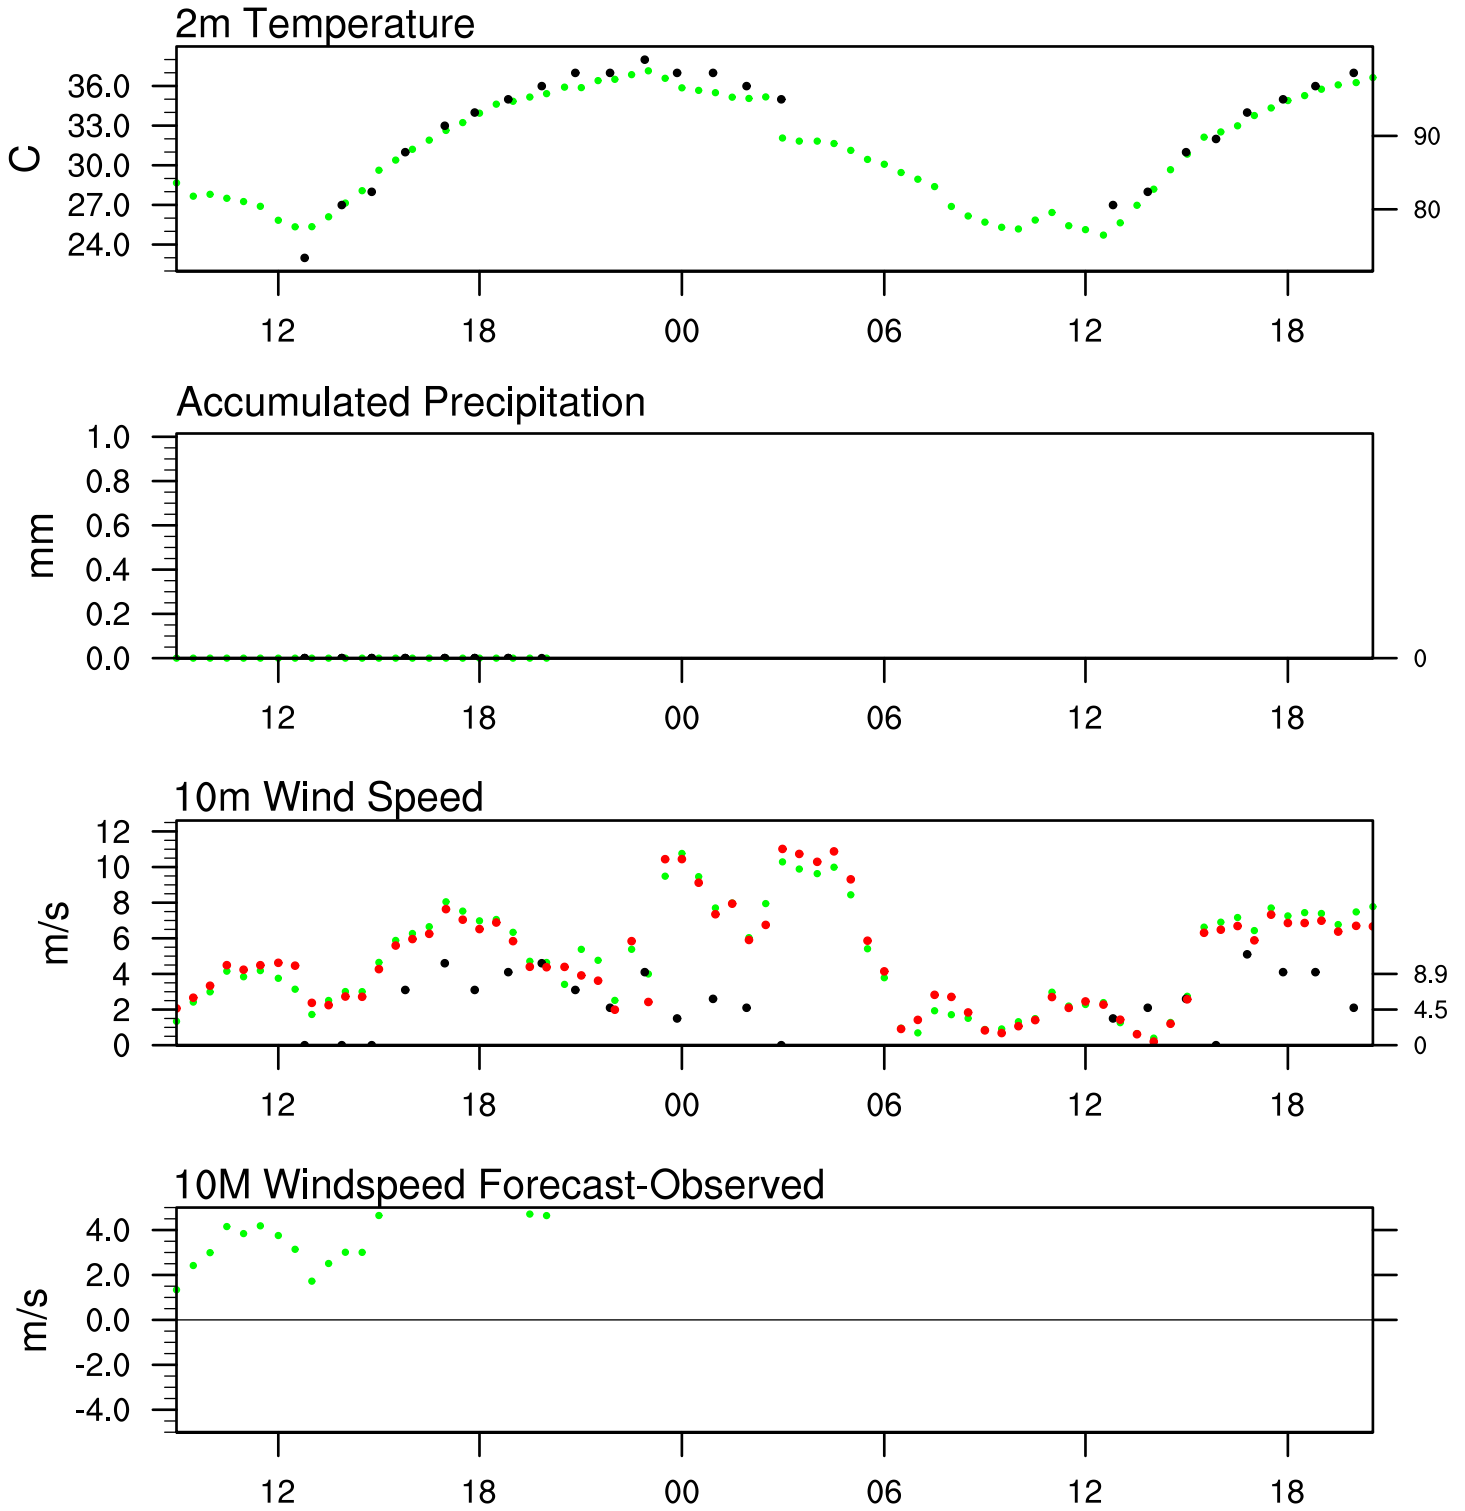 2m Temperature
36.0
33.0
30.0
27.0
24.0
C
90
80
12 18 00 06 12 18
Accumulated Precipitation
1.0
0.8
0.6
0.4
0.2
0.0
mm
0
12 18 00 06 12 18
10m Wind Speed
12
10
8
6
4
2
0
m/s
8.9
4.5
0
12 18 00 06 12 18
10M Windspeed Forecast-Observed
4.0
2.0
0.0
-2.0
-4.0
m/s
12 18 00 06 12 18